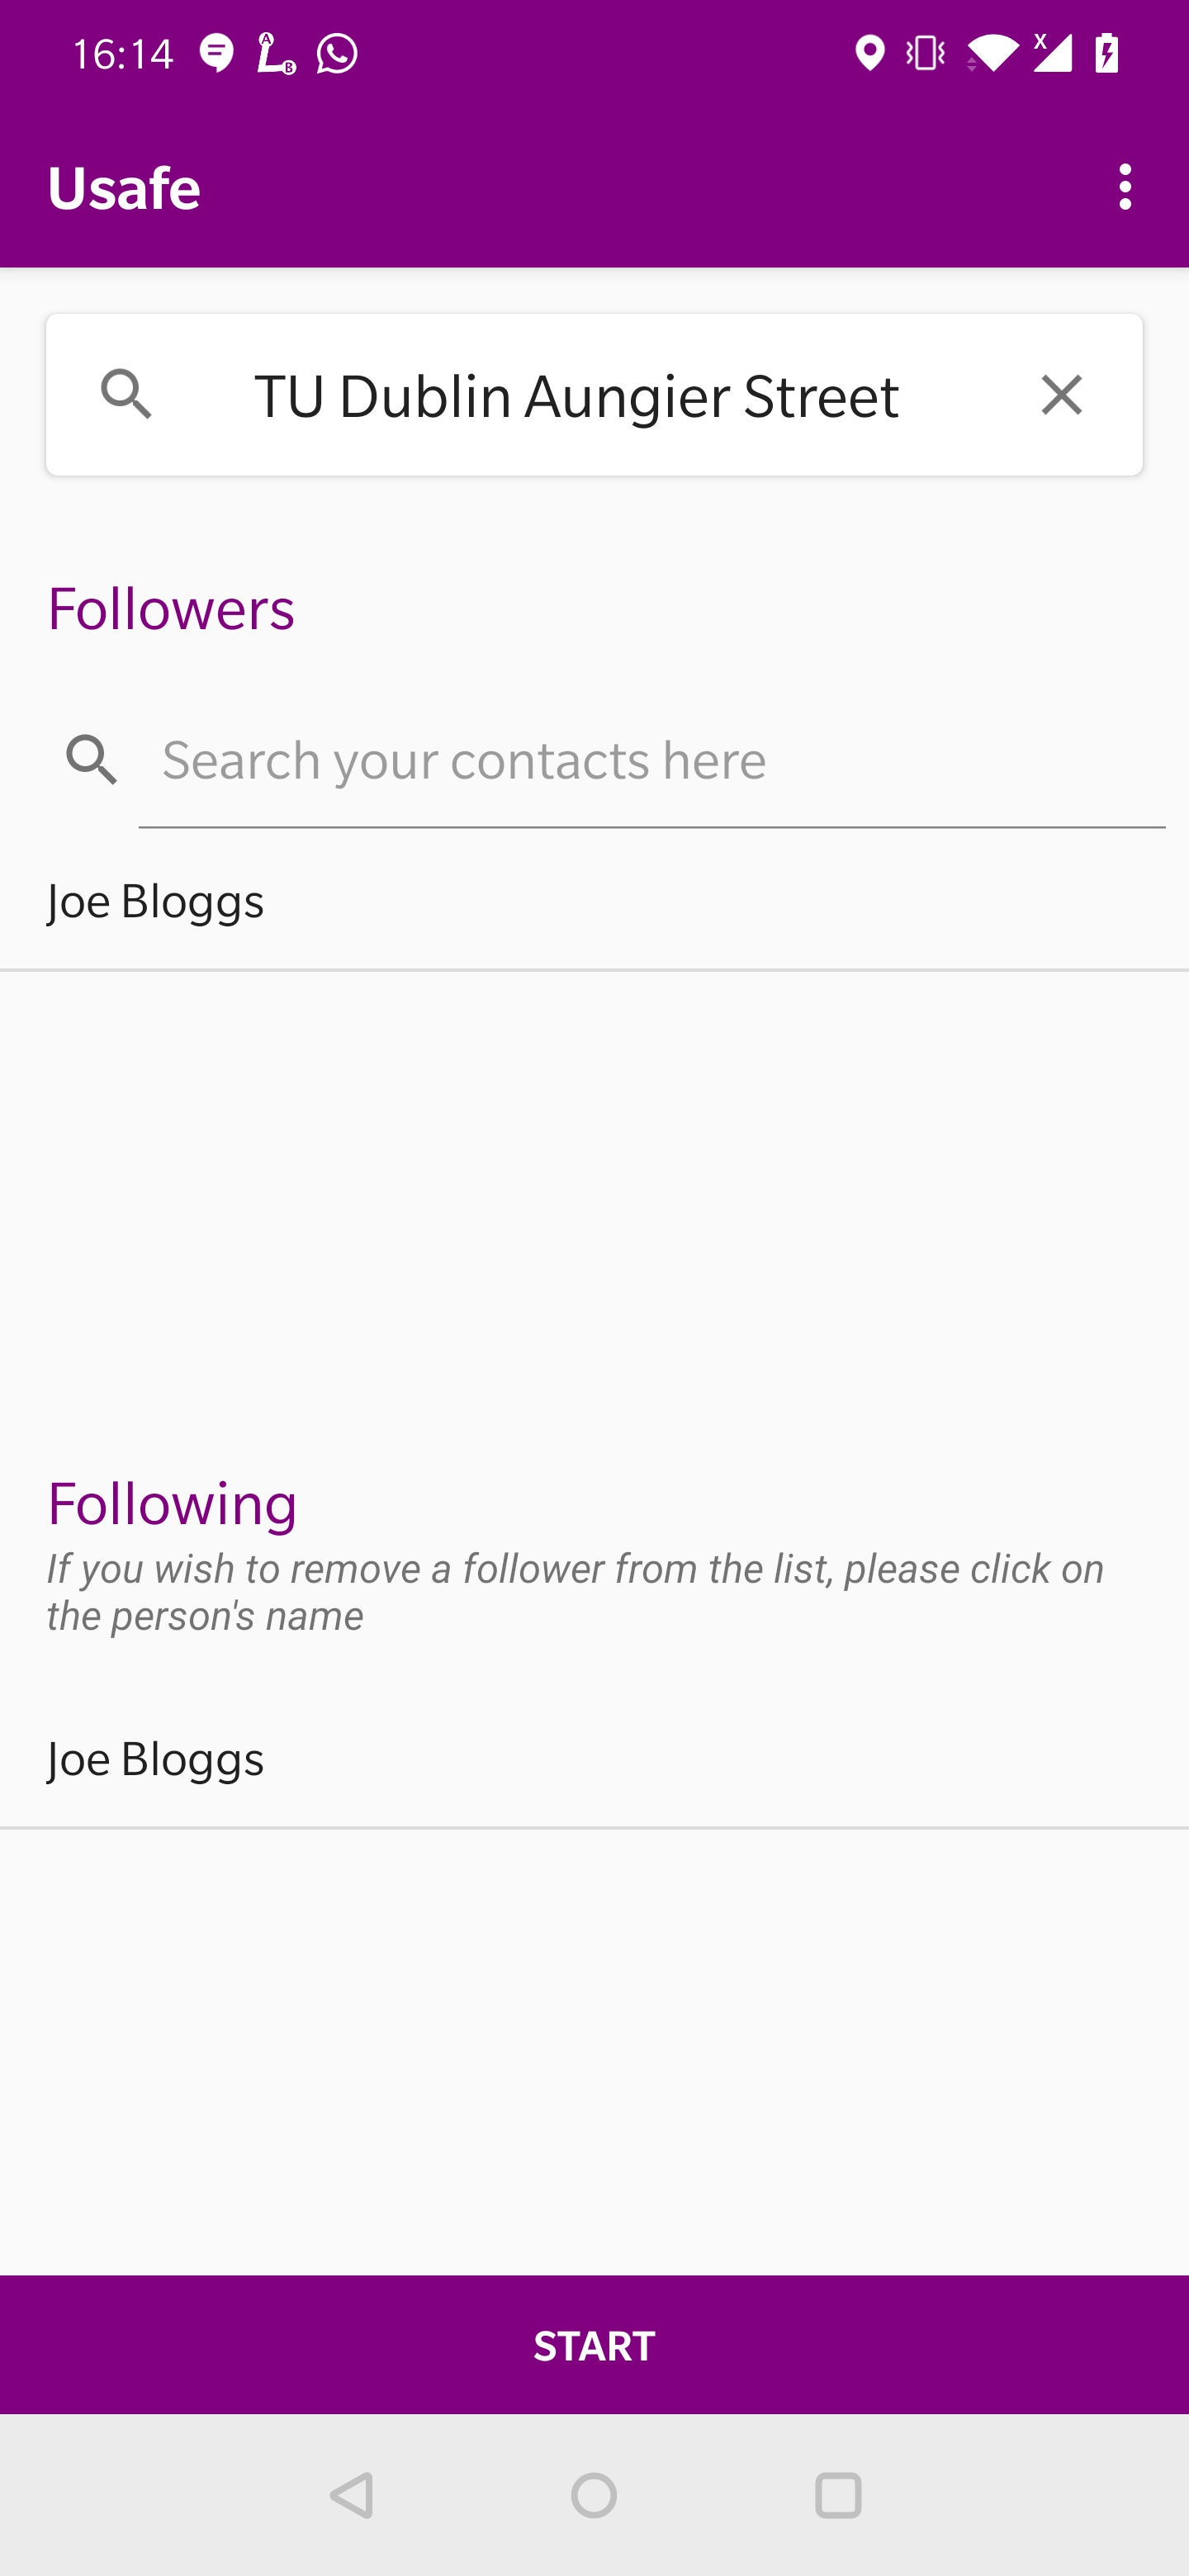 16:14
A
B
X
Usafe
TU Dublin Aungier Street
Followers
Search your contacts here
Joe Bloggs
Following
If you wish to remove a follower from the list, please click on
the person's name
Joe Bloggs
START